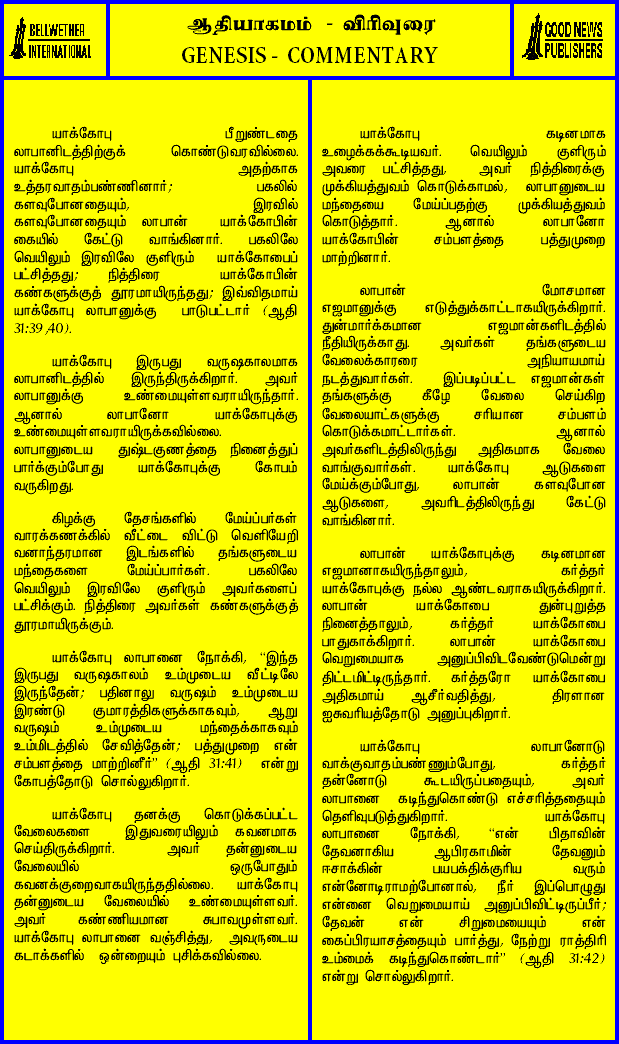 BELLWETHER
INTERNATIONAL
ஆதியாகமம் - விரிவுரை
GENESIS - COMMENTARY
GOOD NEWS
PUBLISHERS
யாக்கோபு பீறுண்டதை
லாபானிடத்திற்குக் கொண்டுவரவில்லை.
யாக்கோபு அதற்காக
உத்தரவாதம்பண்ணினார்; பகலில்
களவுபோனதையும், இரவில்
களவுபோனதையும் லாபான் யாக்கோபின்
கையில் கேட்டு வாங்கினார். பகலிலே
வெயிலும் இரவிலே குளிரும் யாக்கோபைப்
பட்சித்தது; நித்திரை யாக்கோபின்
கண்களுக்குத் தூரமாயிருந்தது; இவ்விதமாய்
யாக்கோபு லாபானுக்கு பாடுபட்டார் (ஆதி
31:39,40).
யாக்கோபு இருபது வருஷகாலமாக
லாபானிடத்தில் இருந்திருக்கிறார். அவர்
லாபானுக்கு உண்மையுள்ளவராயிருந்தார்.
ஆனால் லாபானோ யாக்கோபுக்கு
உண்மையுள்ளவராயிருக்கவில்லை.
லாபானுடைய துஷ்டகுணத்தை நினைத்துப்
பார்க்கும்போது யாக்கோபுக்கு கோபம்
வருகிறது.
கிழக்கு தேசங்களில் மேய்ப்பர்கள்
வாரக்கணக்கில் வீட்டை விட்டு வெளியேறி
வனாந்தரமான இடங்களில் தங்களுடைய
மந்தைகளை மேய்ப்பார்கள். பகலிலே
வெயிலும் இரவிலே குளிரும் அவர்களைப்
பட்சிக்கும். நித்திரை அவர்கள் கண்களுக்குத்
தூரமாயிருக்கும்.
யாக்கோபு லாபானை நோக்கி, “இந்த
இருபது வருஷகாலம் உம்முடைய வீட்டிலே
இருந்தேன்; பதினாலு வருஷம் உம்முடைய
இரண்டு குமாரத்திகளுக்காகவும், ஆறு
வருஷம் உம்முடைய மந்தைக்காகவும்
உம்மிடத்தில் சேவித்தேன்; பத்துமுறை என்
சம்பளத்தை மாற்றினீர்” (ஆதி 31:41) என்று
கோபத்தோடு சொல்லுகிறார்.
யாக்கோபு தனக்கு கொடுக்கப்பட்ட
வேலைகளை இதுவரையிலும் கவனமாக
செய்திருக்கிறார். அவர் தன்னுடைய
வேலையில் ஒருபோதும்
கவனக்குறைவாகயிருந்ததில்லை. யாக்கோபு
தன்னுடைய வேலையில் உண்மையுள்ளவர்.
அவர் கண்ணியமான சுபாவமுள்ளவர்.
யாக்கோபு லாபானை வஞ்சித்து, அவருடைய
கடாக்களில் ஒன்றையும் புசிக்கவில்லை.
யாக்கோபு கடினமாக
உழைக்கக்கூடியவர். வெயிலும் குளிரும்
அவரை பட்சித்தது, அவர் நித்திரைக்கு
முக்கியத்துவம் கொடுக்காமல், லாபானுடைய
மந்தையை மேய்ப்பதற்கு முக்கியத்துவம்
கொடுத்தார். ஆனால் லாபானோ
யாக்கோபின் சம்பளத்தை பத்துமுறை
மாற்றினார்.
லாபான் மோசமான
எஜமானுக்கு எடுத்துக்காட்டாகயிருக்கிறார்.
துன்மார்க்கமான எஜமான்களிடத்தில்
நீதியிருக்காது. அவர்கள் தங்களுடைய
வேலைக்காரரை அநியாயமாய்
நடத்துவார்கள். இப்படிப்பட்ட எஜமான்கள்
தங்களுக்கு கீழே வேலை செய்கிற
வேலையாட்களுக்கு சரியான சம்பளம்
கொடுக்கமாட்டார்கள். ஆனால்
அவர்களிடத்திலிருந்து அதிகமாக வேலை
வாங்குவார்கள். யாக்கோபு ஆடுகளை
மேய்க்கும்போது, லாபான் களவுபோன
ஆடுகளை, அவரிடத்திலிருந்து கேட்டு
வாங்கினார்.
லாபான் யாக்கோபுக்கு கடினமான
எஜமானாகயிருந்தாலும், கர்த்தர்
யாக்கோபுக்கு நல்ல ஆண்டவராகயிருக்கிறார்.
லாபான் யாக்கோபை துன்புறுத்த
நினைத்தாலும், கர்த்தர் யாக்கோபை
பாதுகாக்கிறார். லாபான் யாக்கோபை
வெறுமையாக அனுப்பிவிடவேண்டுமென்று
திட்டமிட்டிருந்தார். கர்த்தரோ யாக்கோபை
அதிகமாய் ஆசீர்வதித்து, திரளான
ஐசுவரியத்தோடு அனுப்புகிறார்.
யாக்கோபு லாபானோடு
வாக்குவாதம்பண்ணும்போது, கர்த்தர்
தன்னோடு கூடயிருப்பதையும், அவர்
லாபானை கடிந்துகொண்டு எச்சரித்ததையும்
தெளிவுபடுத்துகிறார். யாக்கோபு
லாபானை நோக்கி, “என் பிதாவின்
தேவனாகிய ஆபிரகாமின் தேவனும்
ஈசாக்கின் பயபக்திக்குரிய வரும்
என்னோடிராமற்போனால், நீர் இப்பொழுது
என்னை வெறுமையாய் அனுப்பிவிட்டிருப்பீர்;
தேவன் என் சிறுமையையும் என்
கைப்பிரயாசத்தையும் பார்த்து, நேற்று ராத்திரி
உம்மைக் கடிந்துகொண்டார்” (ஆதி 31:42)
என்று சொல்லுகிறார்.